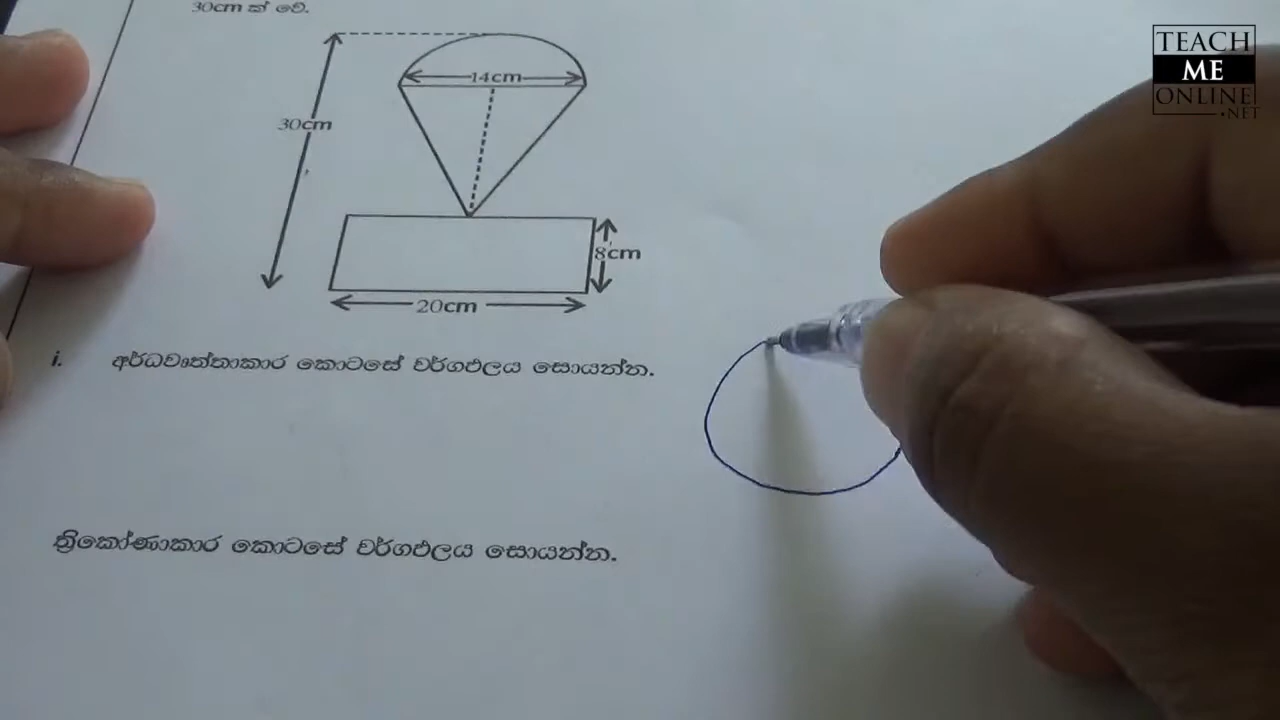 30cm ක් වේ.
TEACH
ME
ONLINE
.NET
14cm
30cm
8cm
20cm
i. අර්ධවෘත්තාකාර කොටසේ වර්ගඵලය සොයන්න.
ත්‍රිකෝණාකාර කොටසේ වර්ගඵලය සොයන්න.